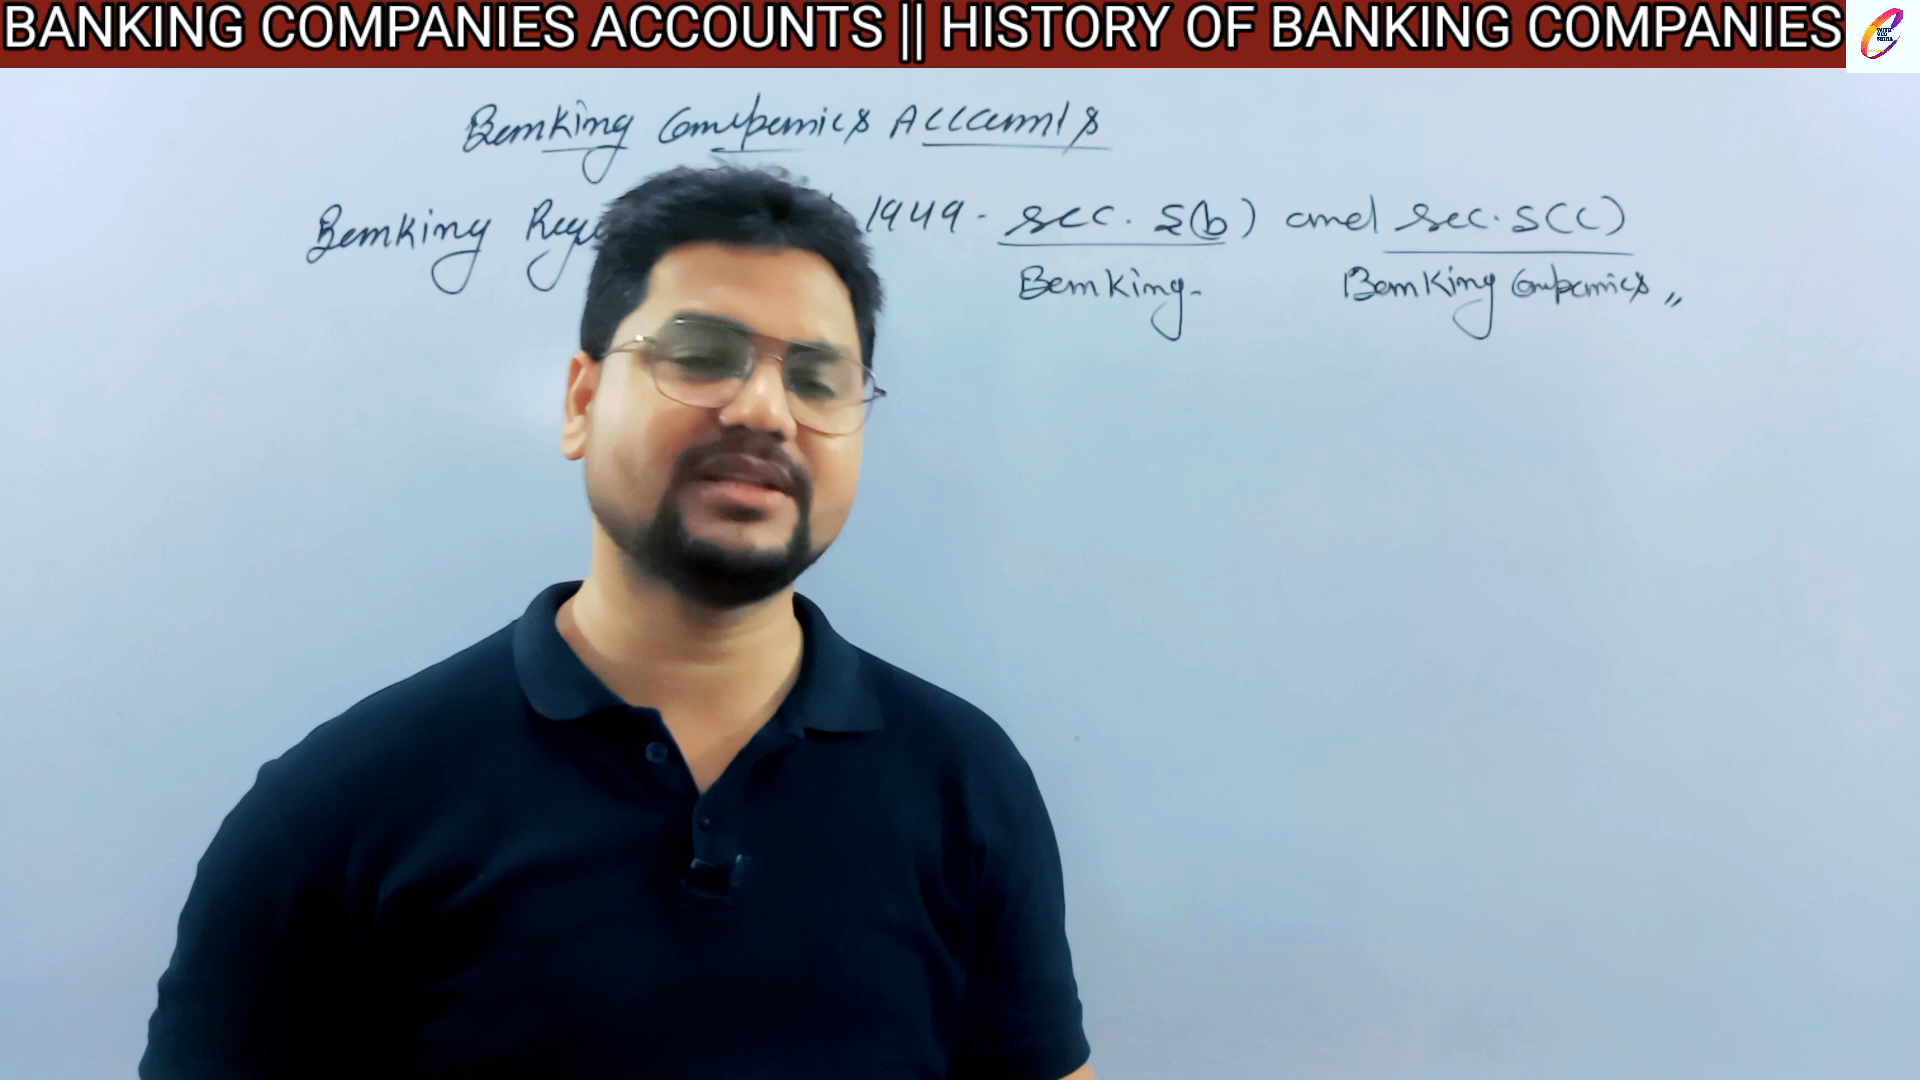 BANKING COMPANIES ACCOUNTS || HISTORY OF BANKING COMPANIES
Banking Companies Accounts
Banking Regu 1949 - sec. 5(b) and sec. 5(c)
Banking - Banking Companies "